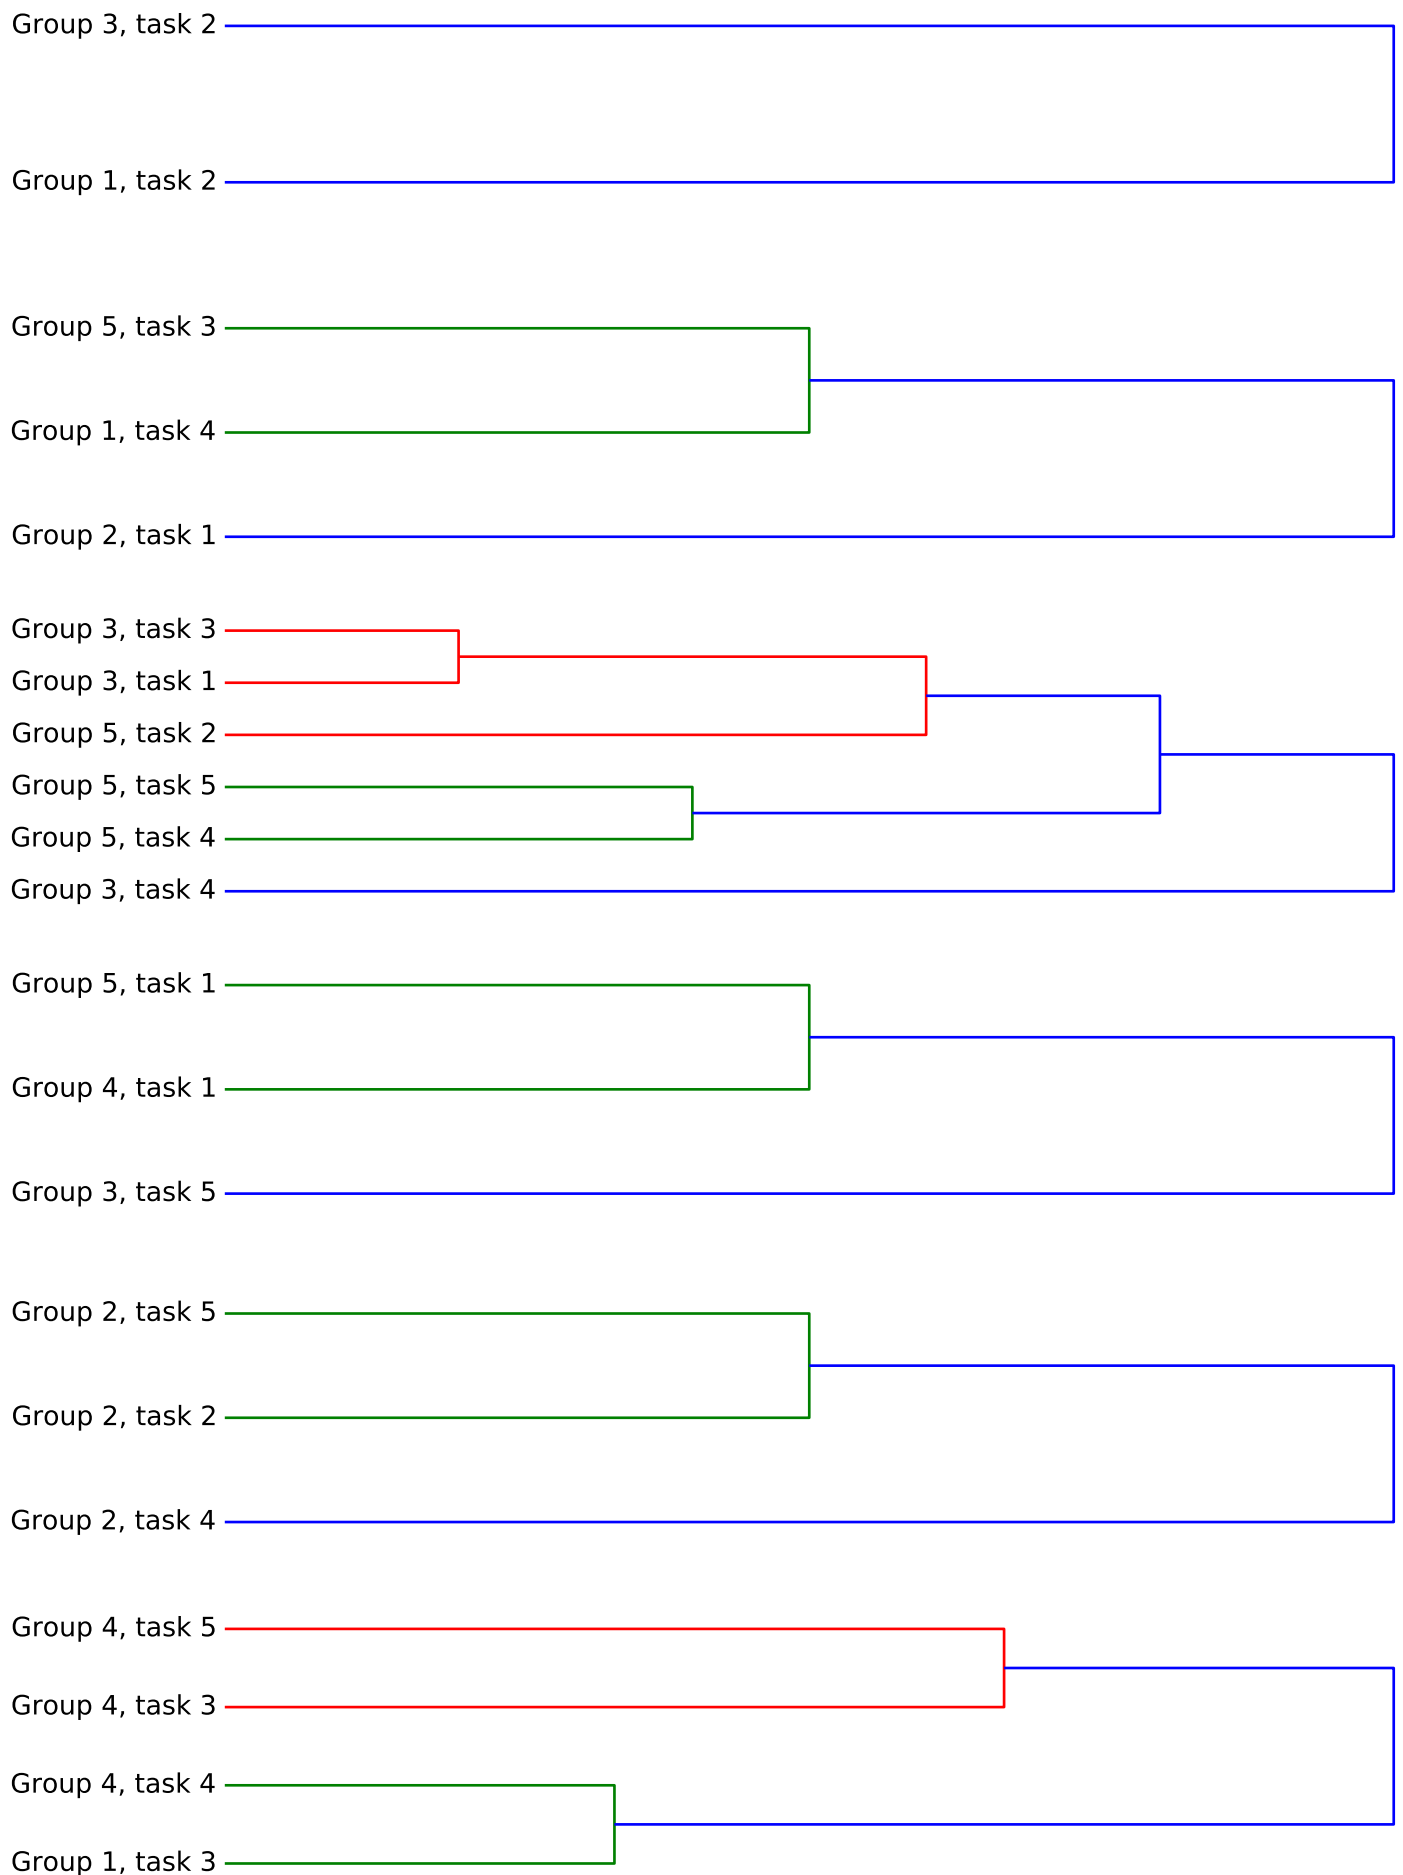 Group 3, task 2
Group 1, task 2
Group 5, task 3
Group 1, task 4
Group 2, task 1
Group 3, task 3
Group 3, task 1
Group 5, task 2
Group 5, task 5
Group 5, task 4
Group 3, task 4
Group 5, task 1
Group 4, task 1
Group 3, task 5
Group 2, task 5
Group 2, task 2
Group 2, task 4
Group 4, task 5
Group 4, task 3
Group 4, task 4
Group 1, task 3